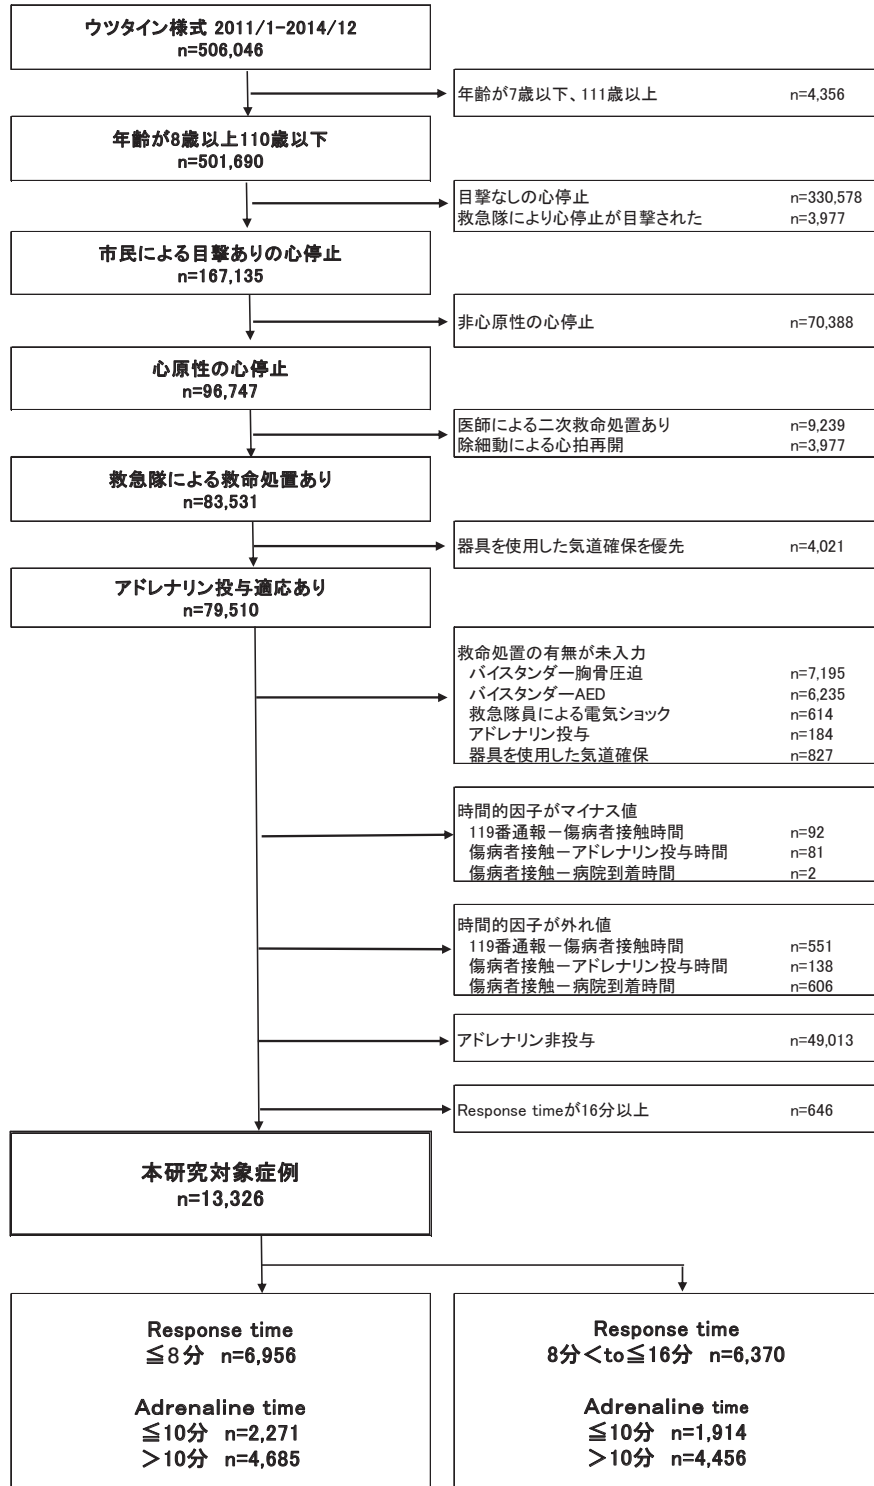 ウツタイン様式 2011/1-2014/12
n=506,046
年齢が7歳以下、111歳以上 n=4,356
年齢が8歳以上110歳以下
n=501,690
目撃なしの心停止 n=330,578
救急隊により心停止が目撃された n=3,977
市民による目撃ありの心停止
n=167,135
非心原性の心停止 n=70,388
心原性の心停止
n=96,747
医師による二次救命処置あり n=9,239
除細動による心拍再開 n=3,977
救急隊による救命処置あり
n=83,531
器具を使用した気道確保を優先 n=4,021
アドレナリン投与適応あり
n=79,510
救命処置の有無が未入力
バイスタンダー胸骨圧迫 n=7,195
バイスタンダーAED n=6,235
救急隊員による電気ショック n=614
アドレナリン投与 n=184
器具を使用した気道確保 n=827
時間的因子がマイナス値
119番通報－傷病者接触時間 n=92
傷病者接触－アドレナリン投与時間 n=81
傷病者接触－病院到着時間 n=2
時間的因子が外れ値
119番通報－傷病者接触時間 n=551
傷病者接触－アドレナリン投与時間 n=138
傷病者接触－病院到着時間 n=606
アドレナリン非投与 n=49,013
Response timeが16分以上 n=646
本研究対象症例
n=13,326
Response time
≦8分 n=6,956
Adrenaline time
≦10分 n=2,271
＞10分 n=4,685
Response time
8分＜to≦16分 n=6,370
Adrenaline time
≦10分 n=1,914
＞10分 n=4,456